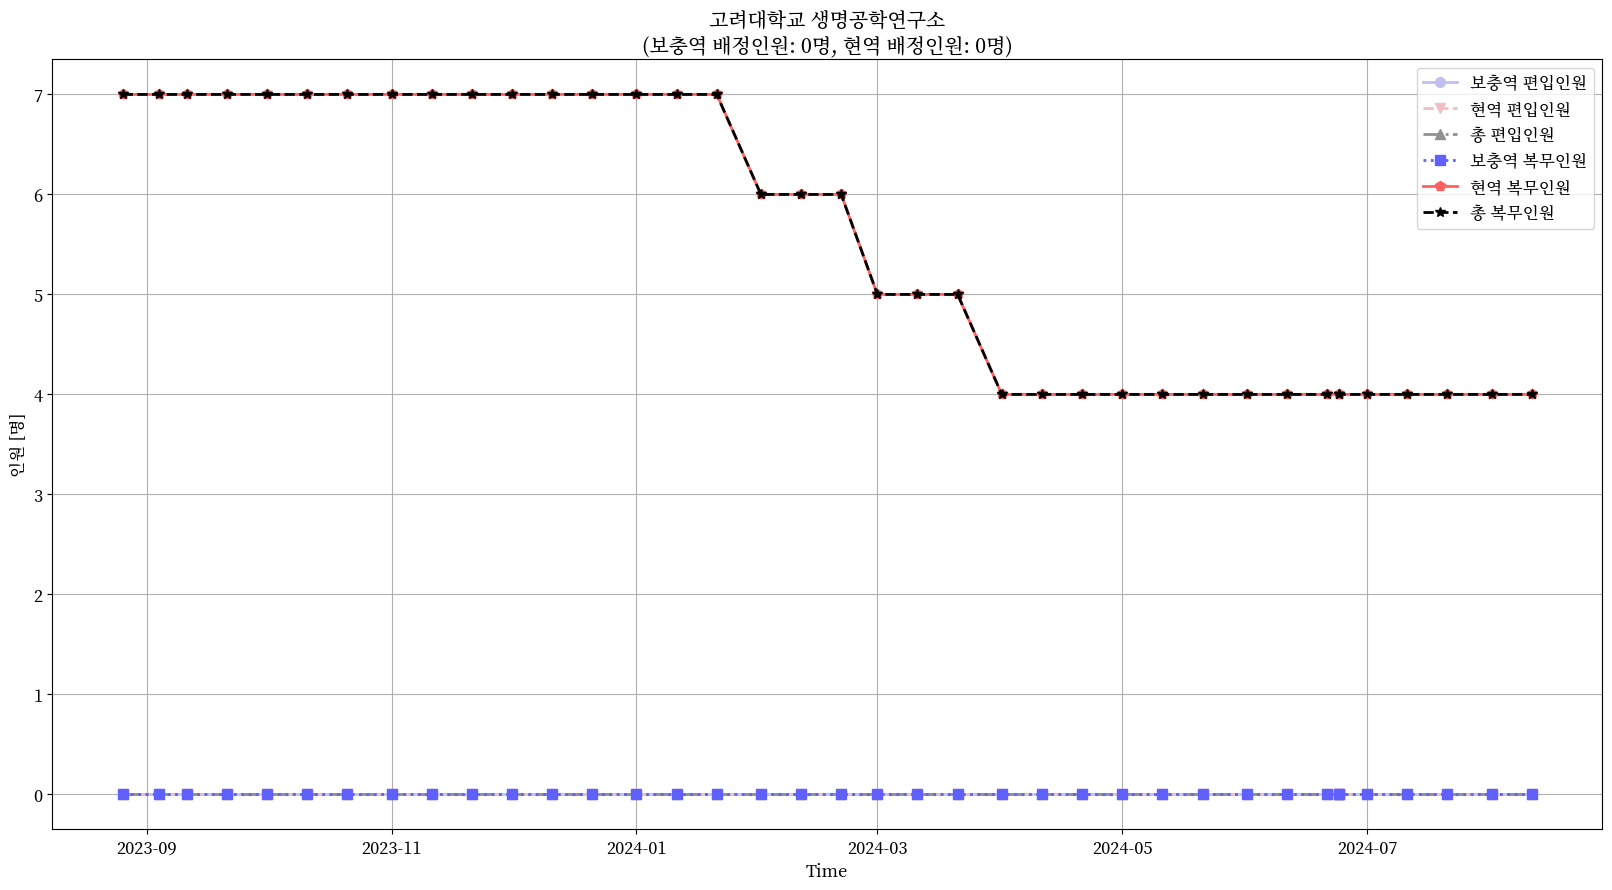 고려대학교 생명공학연구소
(보충역 배정인원: 0명, 현역 배정인원: 0명)
보충역 편입인원
현역 편입인원
총 편입인원
보충역 복무인원
현역 복무인원
총 복무인원
인원 [명]
7
6
5
4
3
2
1
0
2023-09 2023-11 2024-01 2024-03 2024-05 2024-07
Time